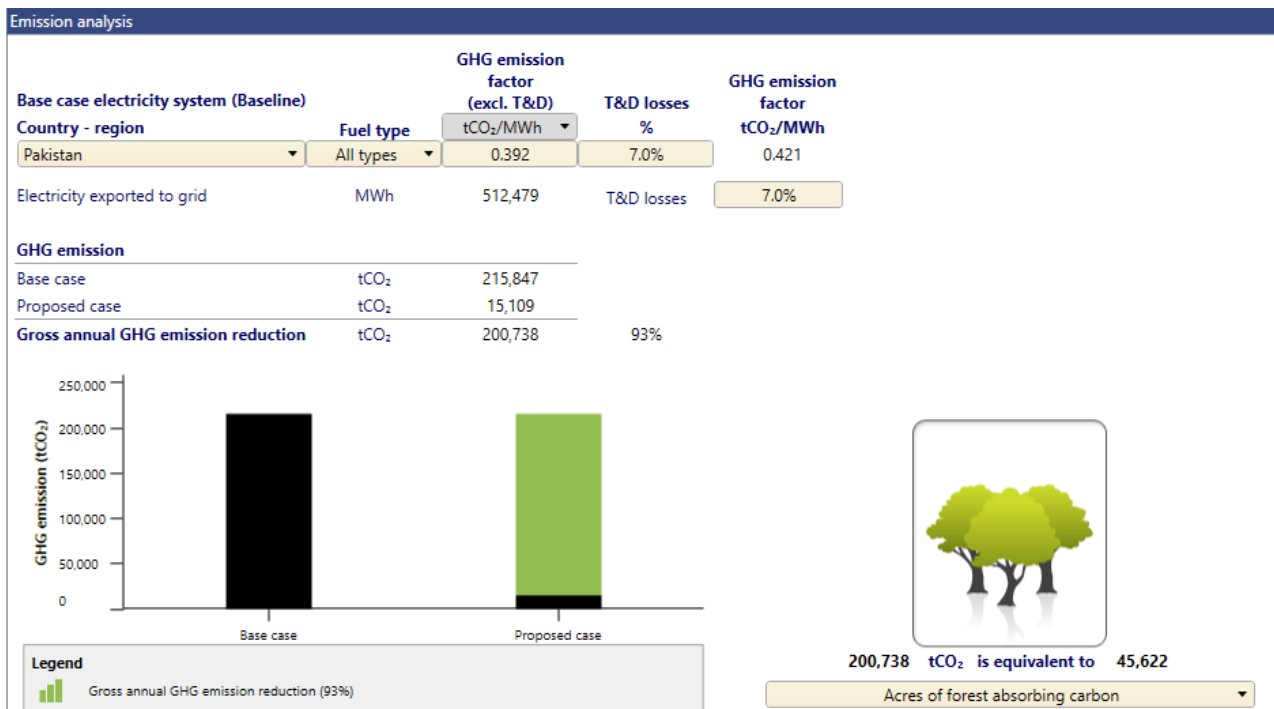 Emission analysis
GHG emission
factor
GHG emission
Base case electricity system (Baseline) (excl. T&D) T&D losses factor
Country - region Fuel type tCO₂/MWh % tCO₂/MWh
Pakistan All types 0.392 7.0% 0.421
Electricity exported to grid MWh 512,479 T&D losses 7.0%
GHG emission
Base case tCO₂ 215,847
Proposed case tCO₂ 15,109
Gross annual GHG emission reduction tCO₂ 200,738 93%
GHG emission (tCO₂)
250,000
200,000
150,000
100,000
50,000
0
Base case Proposed case
Legend
Gross annual GHG emission reduction (93%)
200,738 tCO₂ is equivalent to 45,622
Acres of forest absorbing carbon